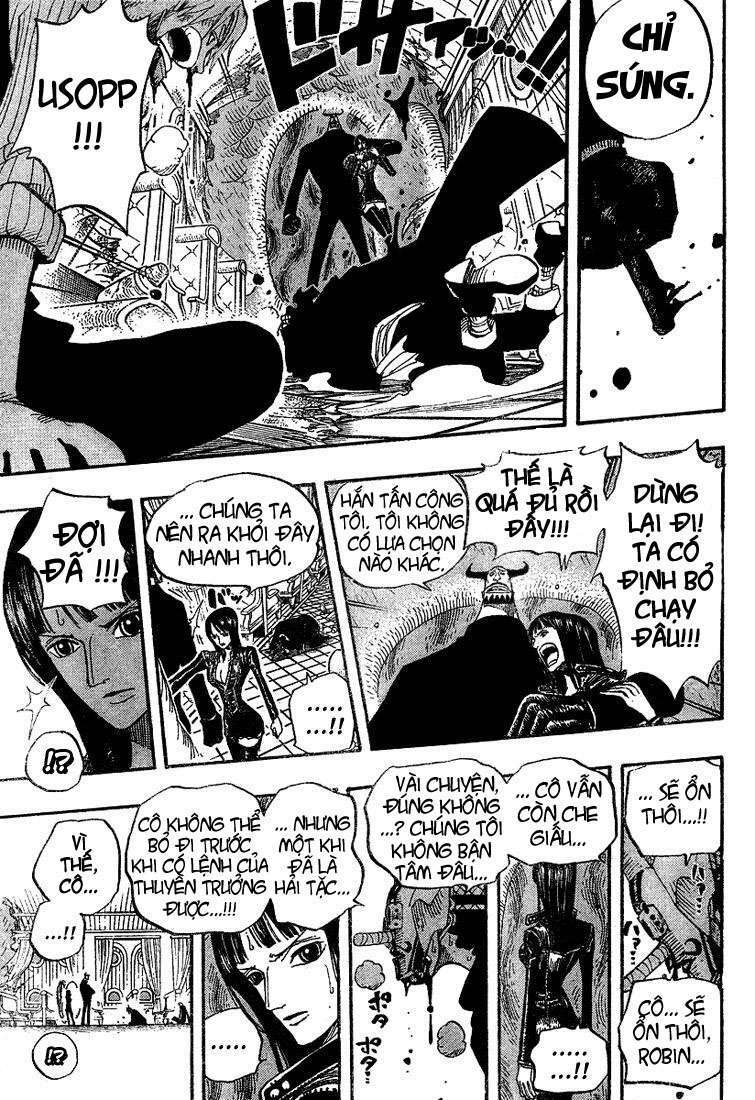 CHỈ
SÚNG.
USOPP
!!!
ドドォッ...!!
DỪNG
LẠI ĐI!
TA CÓ
ĐỊNH BỎ
CHẠY
ĐÂU!!!
THẾ LÀ
QUÁ ĐỦ RỒI
ĐẤY!!!
HẮN TẤN CÔNG
TÔI. TÔI KHÔNG
CÓ LỰA CHỌN
NÀO KHÁC.
... CHÚNG TA
NÊN RA KHỎI ĐÂY
NHANH THÔI.
......
...!!
ĐỢI
ĐÃ !!!
!?
... SẼ ỔN
THÔI...!!
CÔ... SẼ
ỔN THÔI,
ROBIN...
... CÔ VẪN
CÒN CHE
GIẤU...
......
...!!
VÀI CHUYỆN,
ĐÚNG KHÔNG
...? CHÚNG TÔI
KHÔNG BẬN
TÂM ĐÂU...
... NHƯNG
MỘT KHI
ĐÃ LÀ
HẢI TẶC...
CÔ KHÔNG THỂ
BỎ ĐI TRƯỚC
KHI CÓ LỆNH CỦA
THUYỀN TRƯỞNG
ĐƯỢC...!!!
......
VÌ
THẾ,
CÔ...
...!!
!?